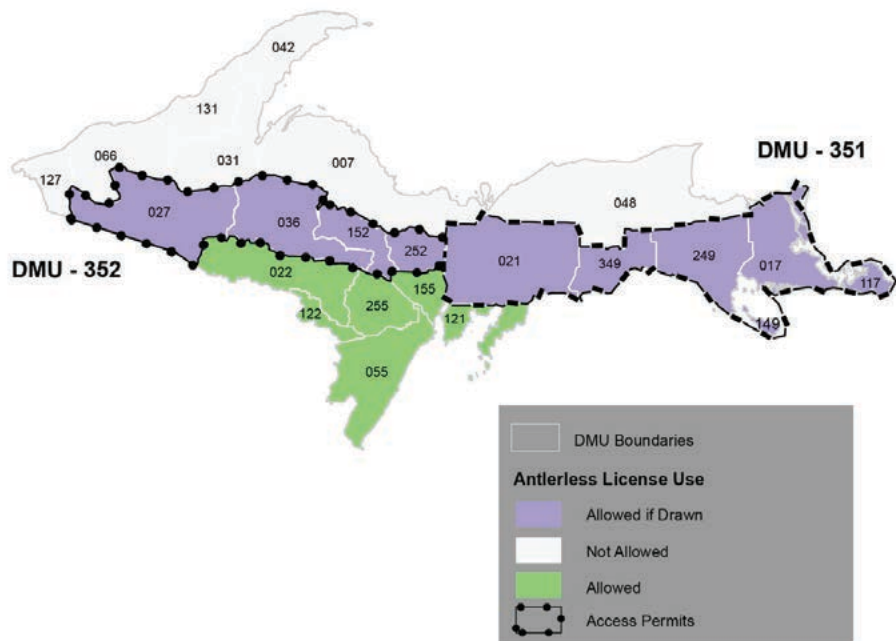 042
131
DMU - 351
066
031
007
127
048
027
036
152
252
021
349
249
017
117
DMU - 352
022
155
255
122
121
149
055
DMU Boundaries
Antlerless License Use
Allowed if Drawn
Not Allowed
Allowed
Access Permits